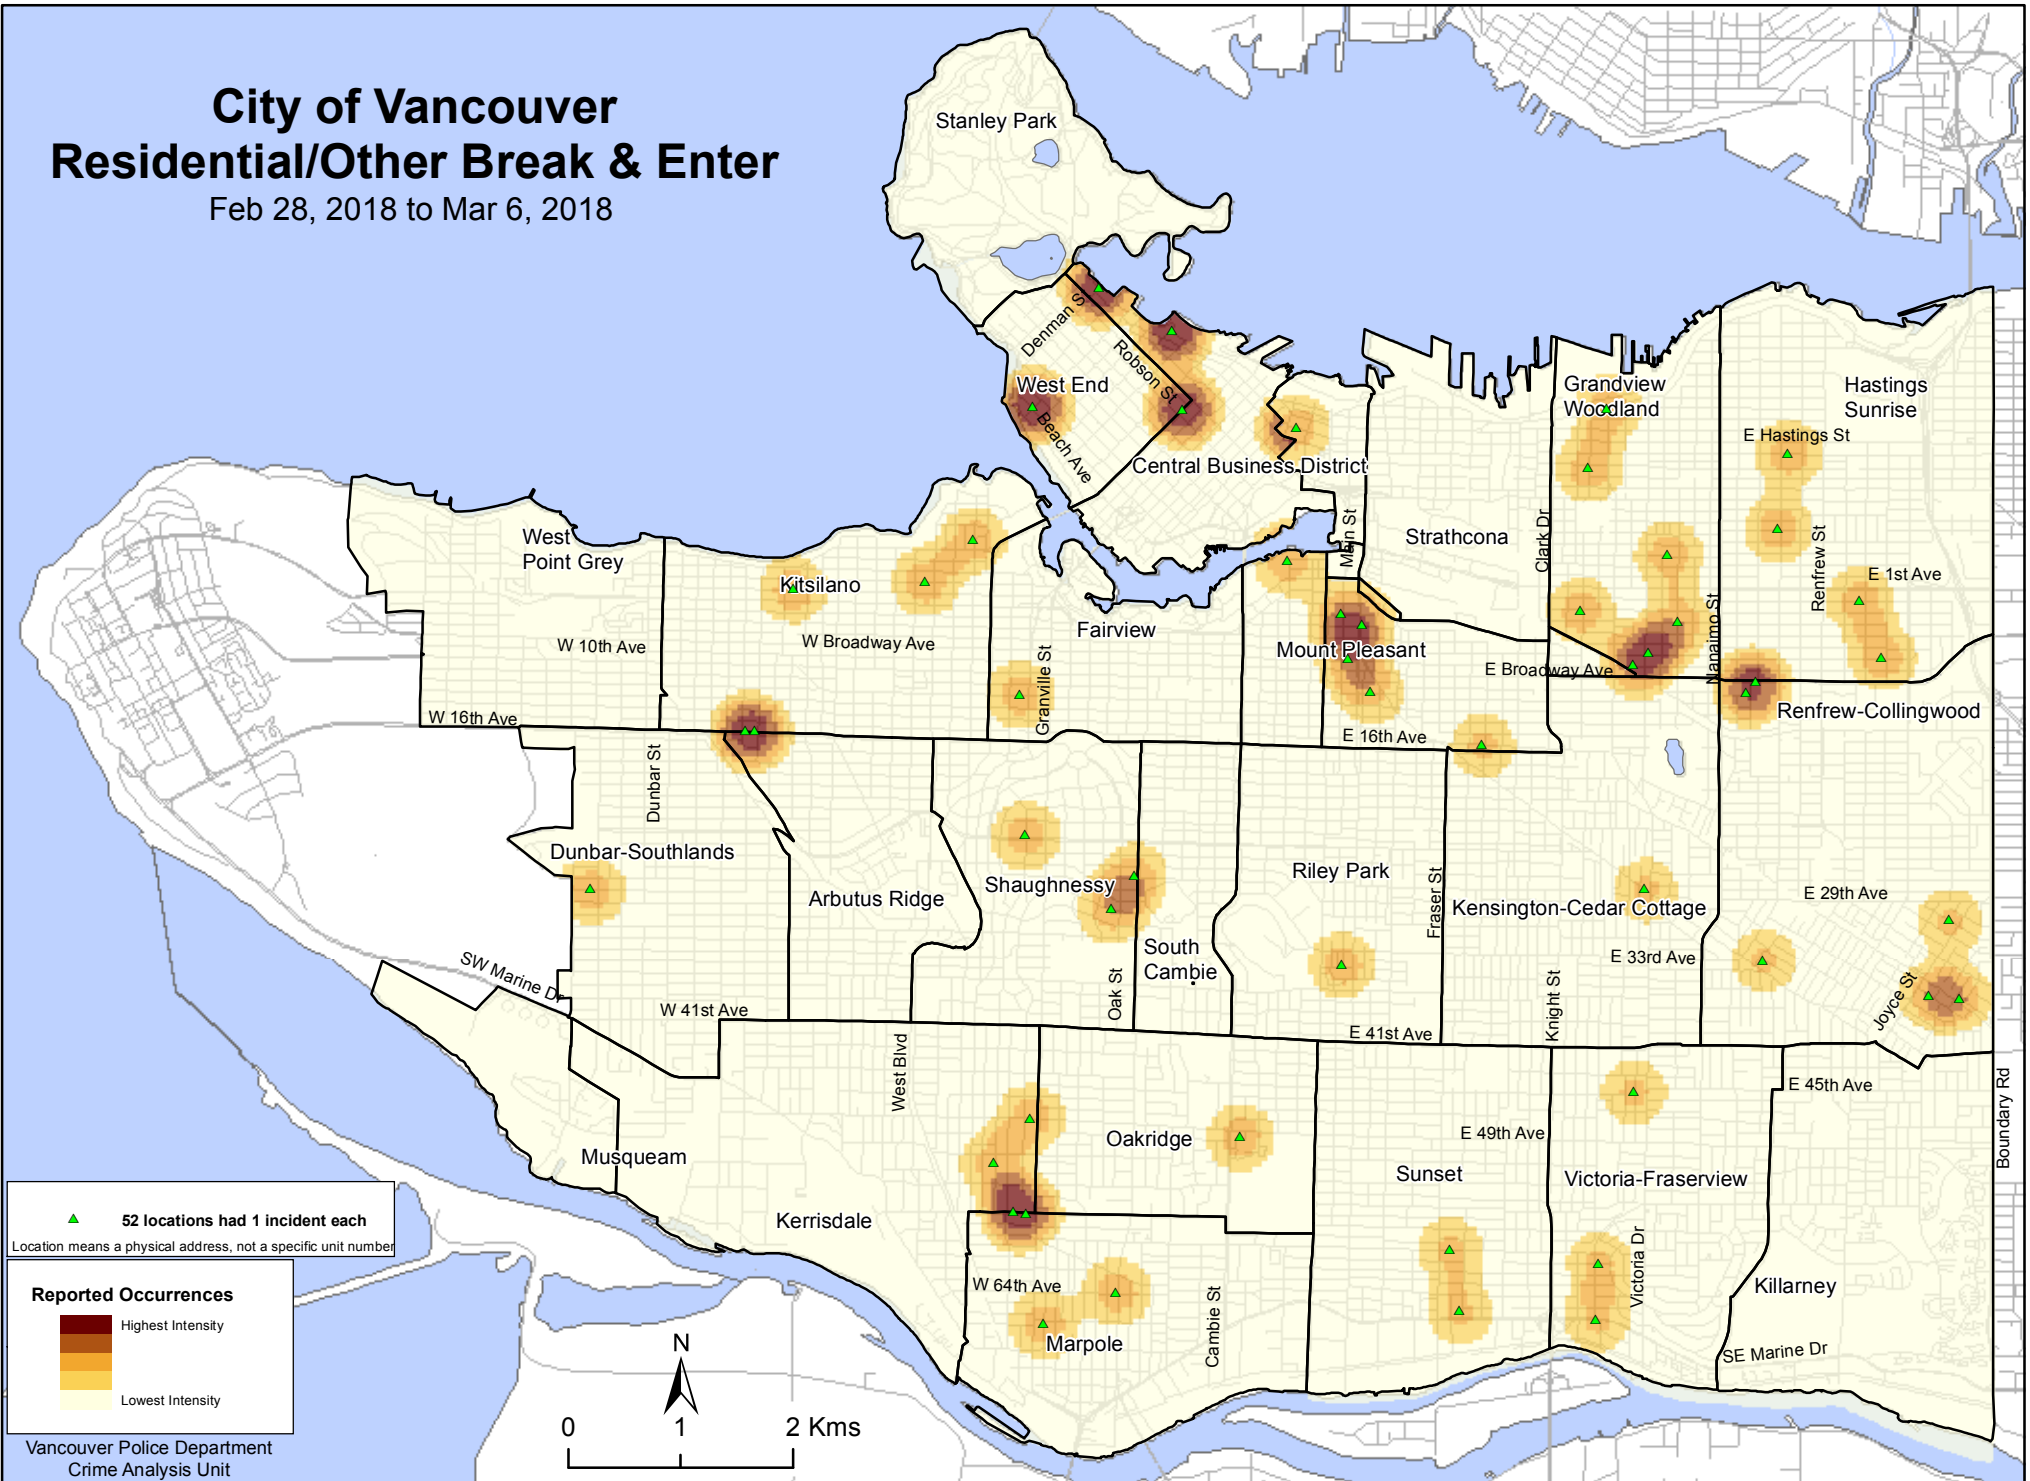 City of Vancouver
Residential/Other Break & Enter
Feb 28, 2018 to Mar 6, 2018
Stanley Park
Denman St
Robson St
West End
Beach Ave
Central Business District
Grandview
Woodland
Hastings
Sunrise
E Hastings St
West
Point Grey
Kitsilano
Main St
Strathcona
Clark Dr
Renfrew St
E 1st Ave
Nanaimo St
W 10th Ave
W Broadway Ave
Fairview
Granville St
Mount Pleasant
E Broadway Ave
Renfrew-Collingwood
W 16th Ave
E 16th Ave
Dunbar St
Dunbar-Southlands
Arbutus Ridge
Shaughnessy
Riley Park
Fraser St
Kensington-Cedar Cottage
E 29th Ave
South
Cambie
E 33rd Ave
SW Marine Dr
W 41st Ave
Oak St
Knight St
Joyce St
E 41st Ave
West Blvd
E 45th Ave
Boundary Rd
Musqueam
Oakridge
E 49th Ave
Sunset
Victoria-Fraserview
Kerrisdale
W 64th Ave
Marpole
Cambie St
Victoria Dr
Killarney
SE Marine Dr
52 locations had 1 incident each
Location means a physical address, not a specific unit number
Reported Occurrences
Highest Intensity
Lowest Intensity
N
0 1 2 Kms
Vancouver Police Department
Crime Analysis Unit